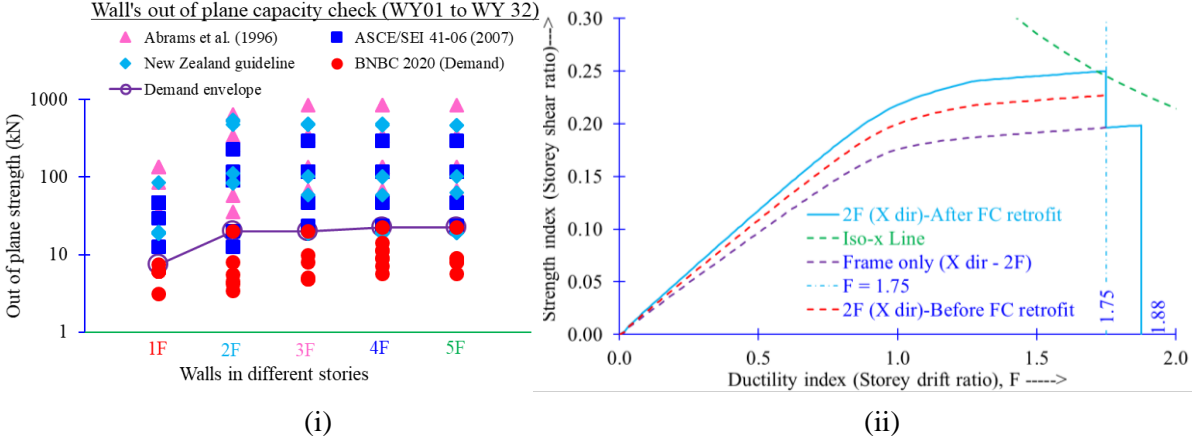 Wall's out of plane capacity check (WY01 to WY 32)
Abrams et al. (1996)
ASCE/SEI 41-06 (2007)
New Zealand guideline
BNBC 2020 (Demand)
Demand envelope
Out of plane strength (kN)
1000
100
10
1
1F 2F 3F 4F 5F
Walls in different stories
(i)
Strength index (Storey shear ratio)--->
0.30
0.25
0.20
0.15
0.10
0.05
0.00
2F (X dir)-After FC retrofit
Iso-x Line
Frame only (X dir - 2F)
F = 1.75
2F (X dir)-Before FC retrofit
1.75
1.88
0.0 0.5 1.0 1.5 2.0
Ductility index (Storey drift ratio), F ----->
(ii)